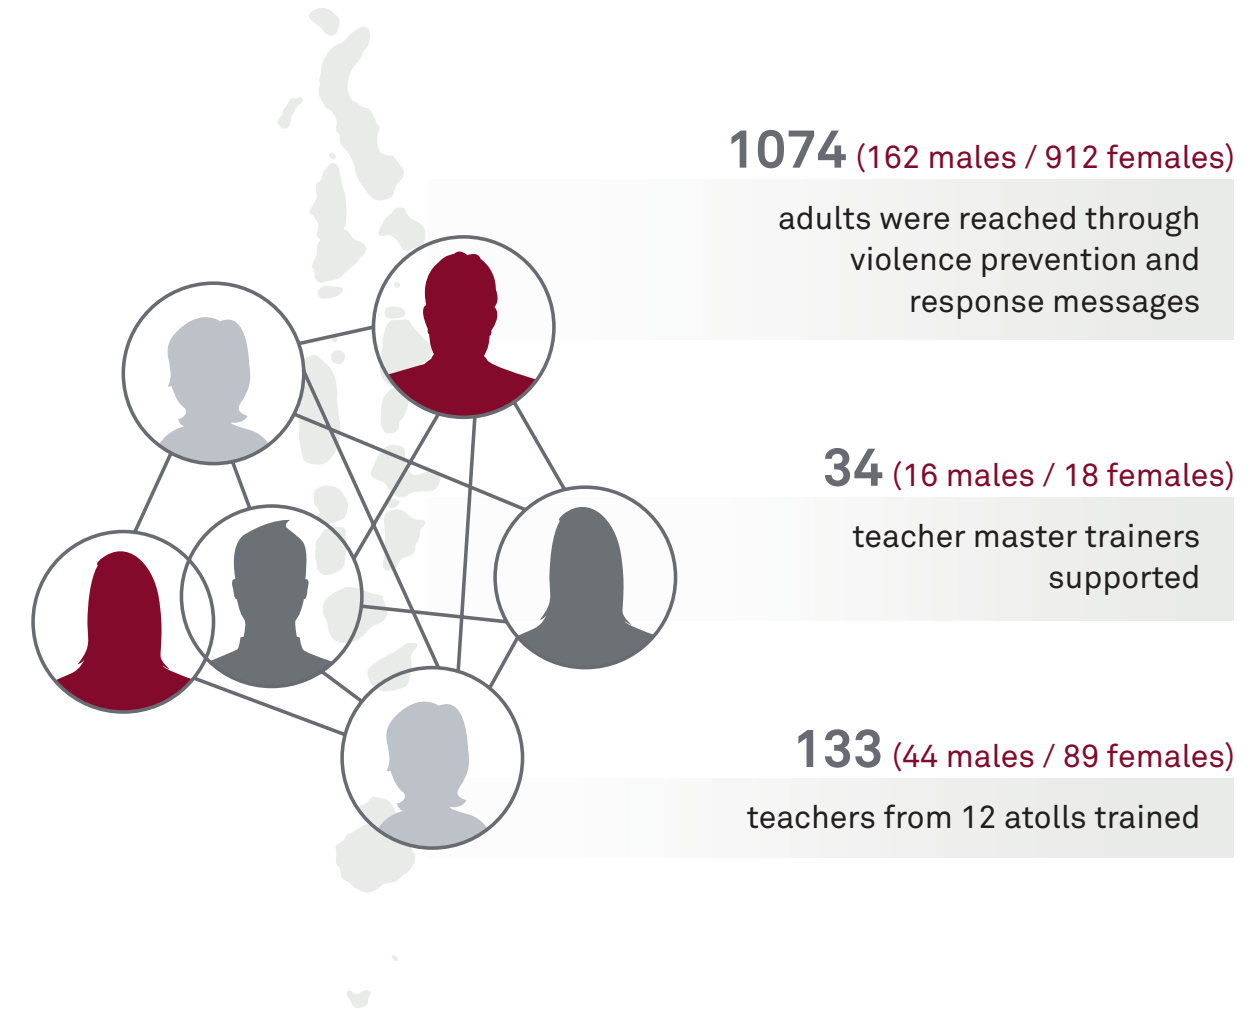 1074 (162 males / 912 females)
adults were reached through
violence prevention and
response messages
34 (16 males / 18 females)
teacher master trainers
supported
133 (44 males / 89 females)
teachers from 12 atolls trained